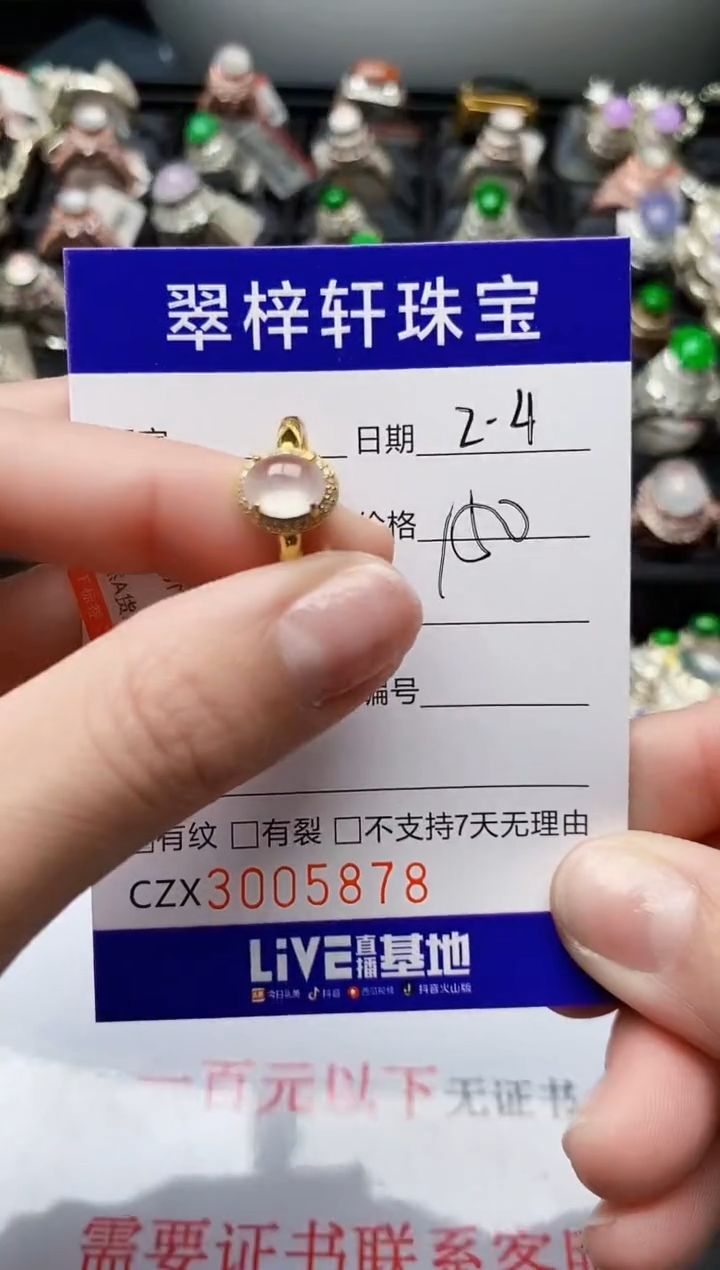 翠梓轩珠宝
日期 2-4
价格 100
编号
有纹 □有裂 □不支持7天无理由
CZX3005878
LiVE直播基地
今日头条 抖音 西瓜视频 抖音火山版
一百元以下无证书
需要证书联系客服